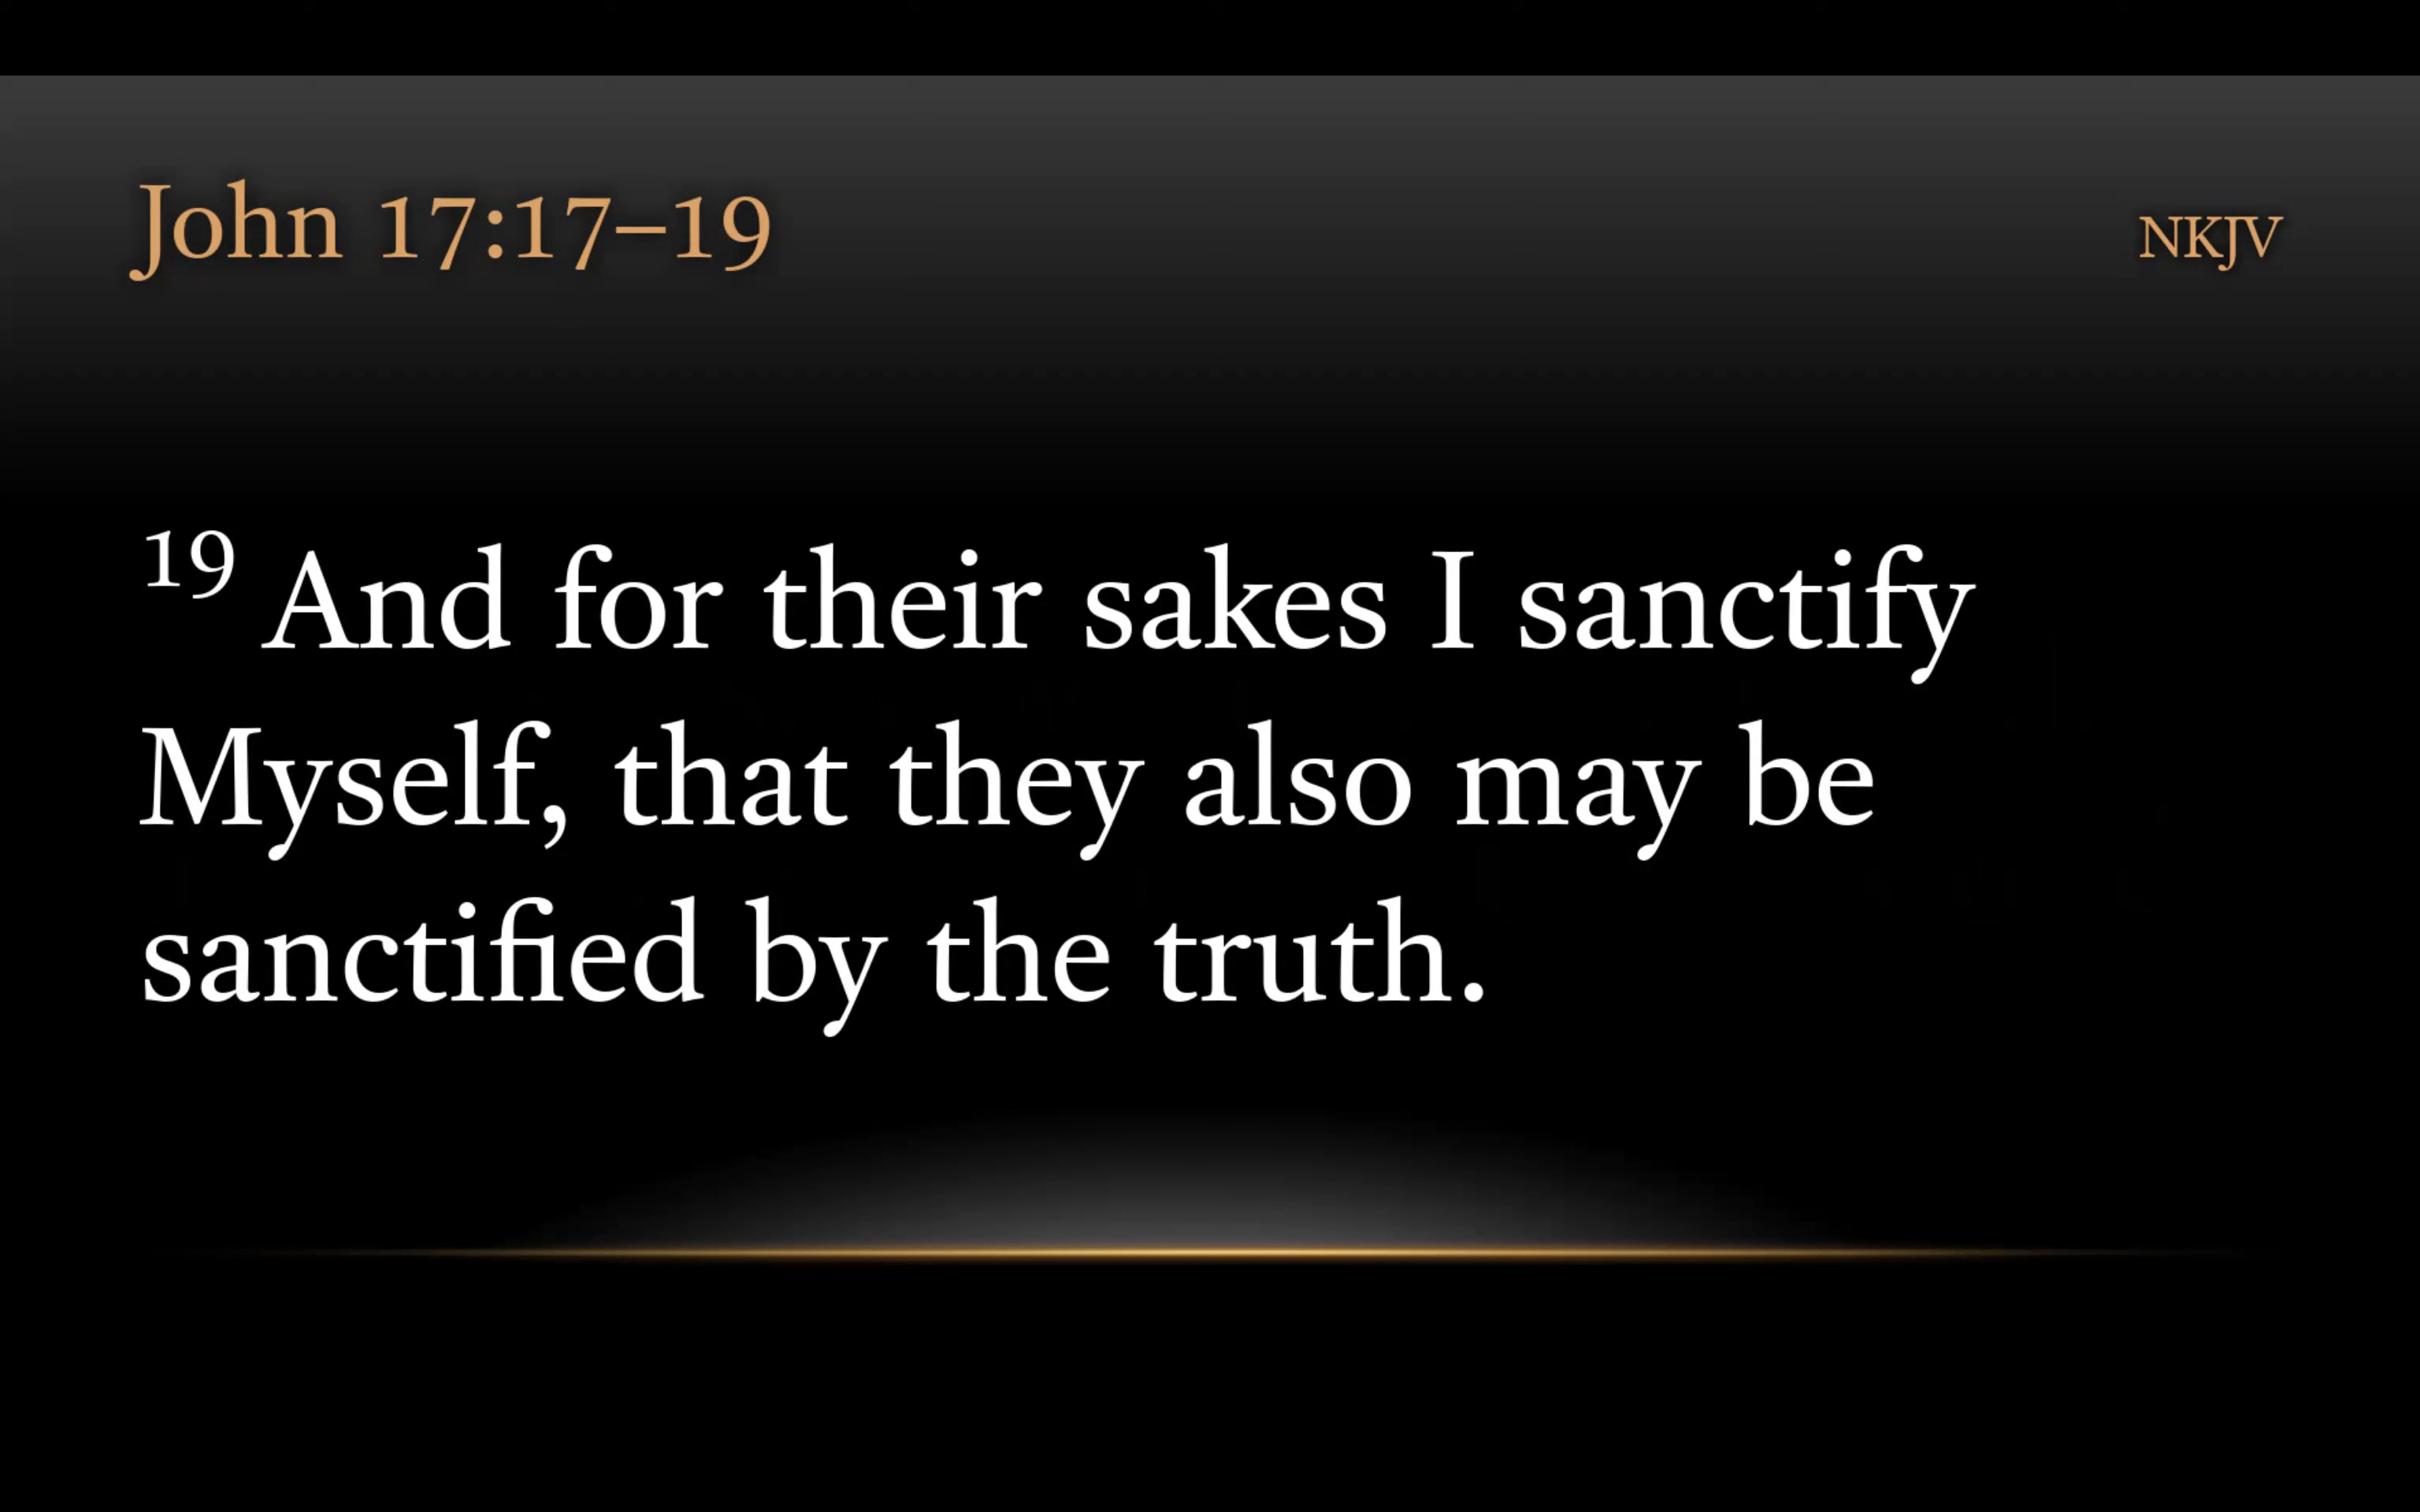 John 17:17–19
NKJV
19 And for their sakes I sanctify
Myself, that they also may be
sanctified by the truth.